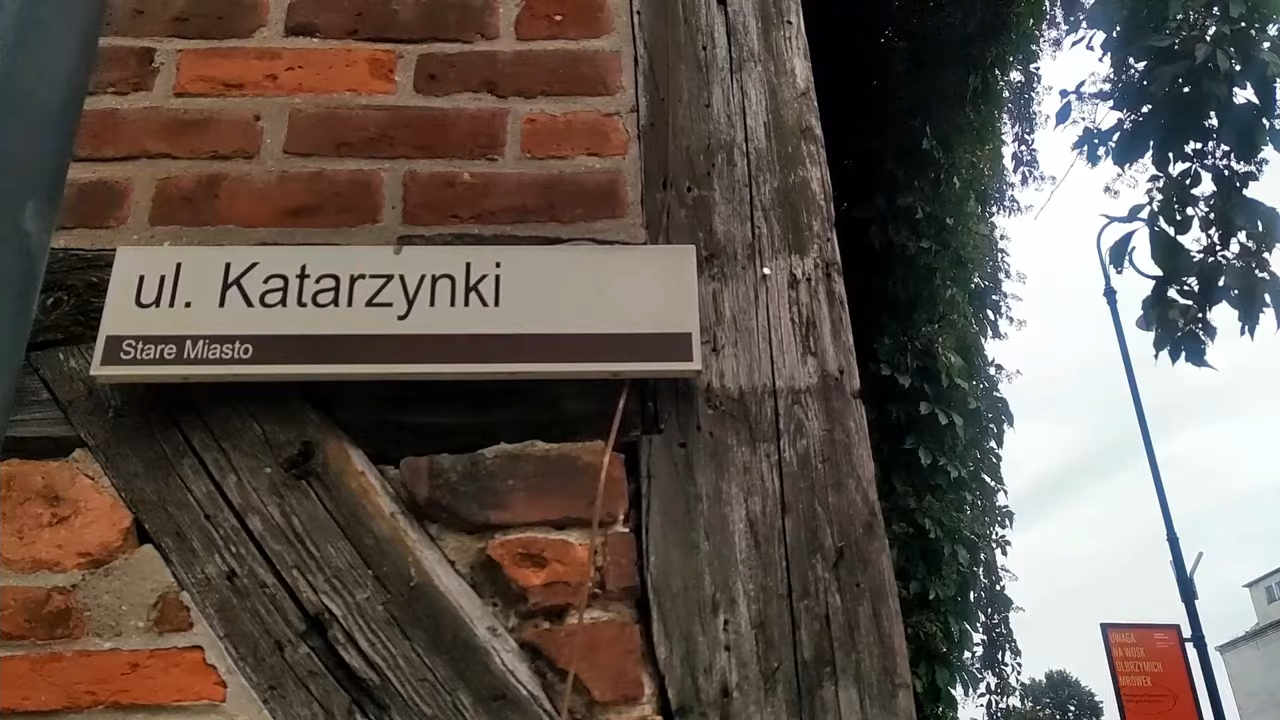 ul. Katarzynki
Stare Miasto
UWAGA
NA WOSK
OLBRZYMICH
MRÓWEK